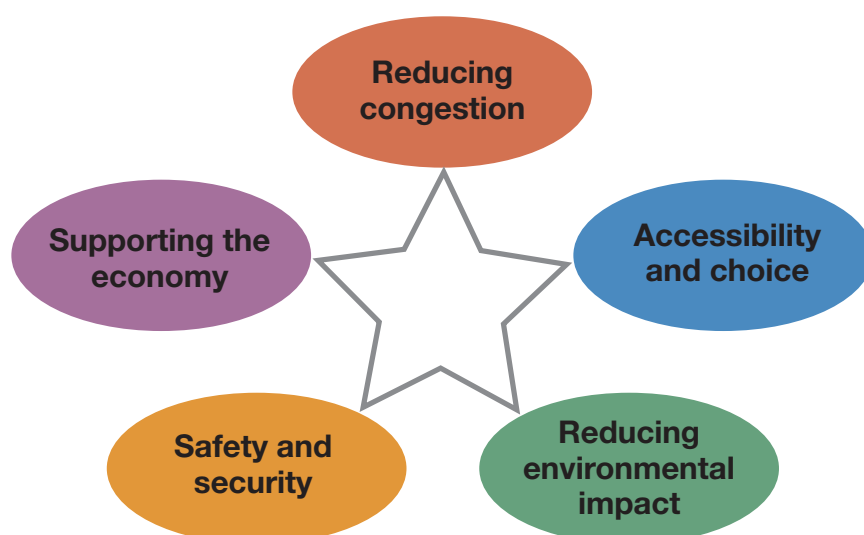 Reducing
congestion
Supporting the
economy
Accessibility
and choice
Safety and
security
Reducing
environmental
impact